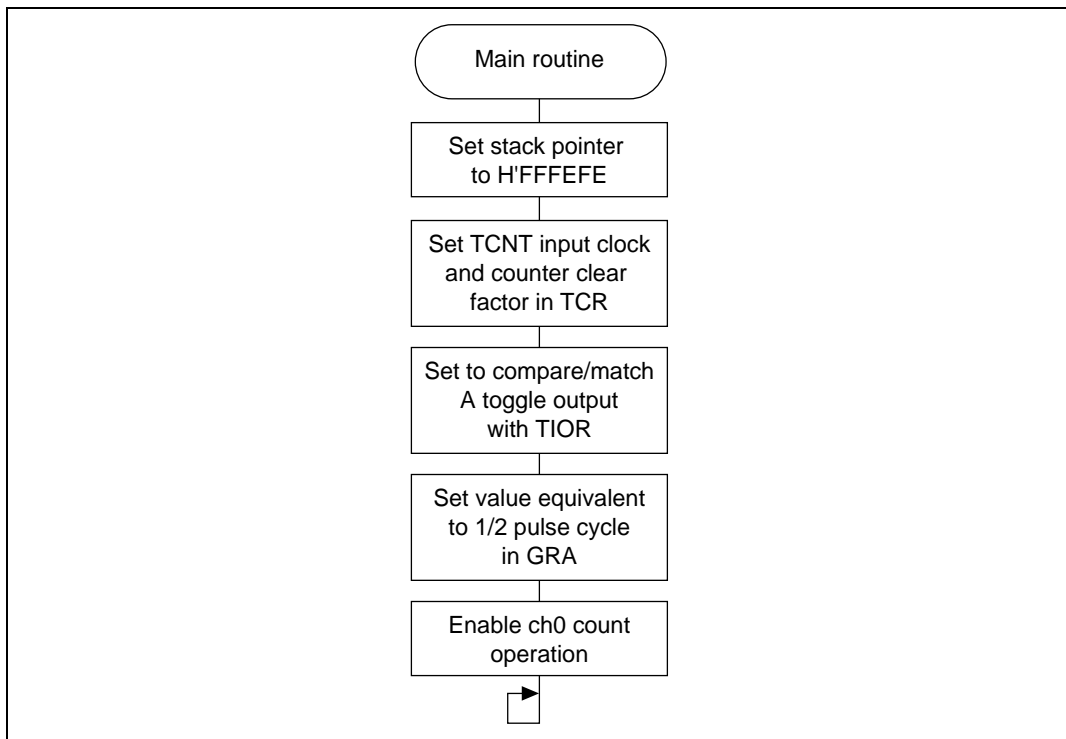 Main routine
Set stack pointer
to H'FFFEFE
Set TCNT input clock
and counter clear
factor in TCR
Set to compare/match
A toggle output
with TIOR
Set value equivalent
to 1/2 pulse cycle
in GRA
Enable ch0 count
operation